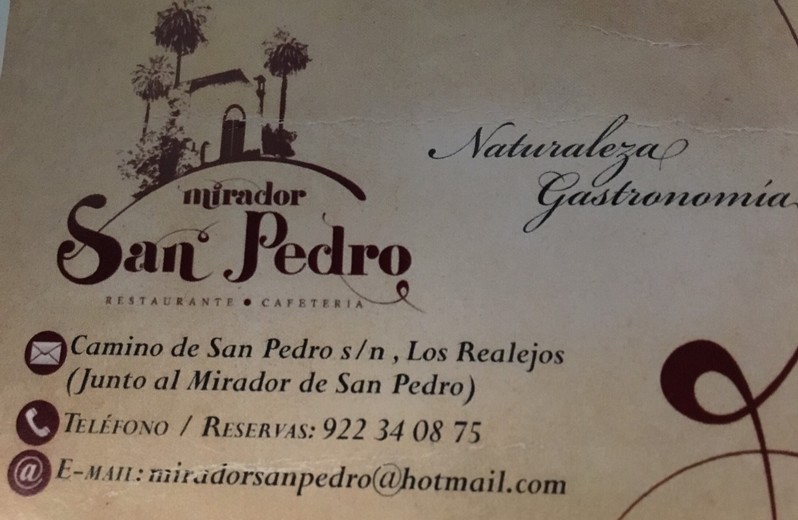 mirador
San Pedro
RESTAURANTE • CAFETERIA
Naturaleza
Gastronomía
Camino de San Pedro s/n , Los Realejos
(Junto al Mirador de San Pedro)
TELÉFONO / RESERVAS: 922 34 08 75
@ E-MAIL: miradorsanpedro@hotmail.com